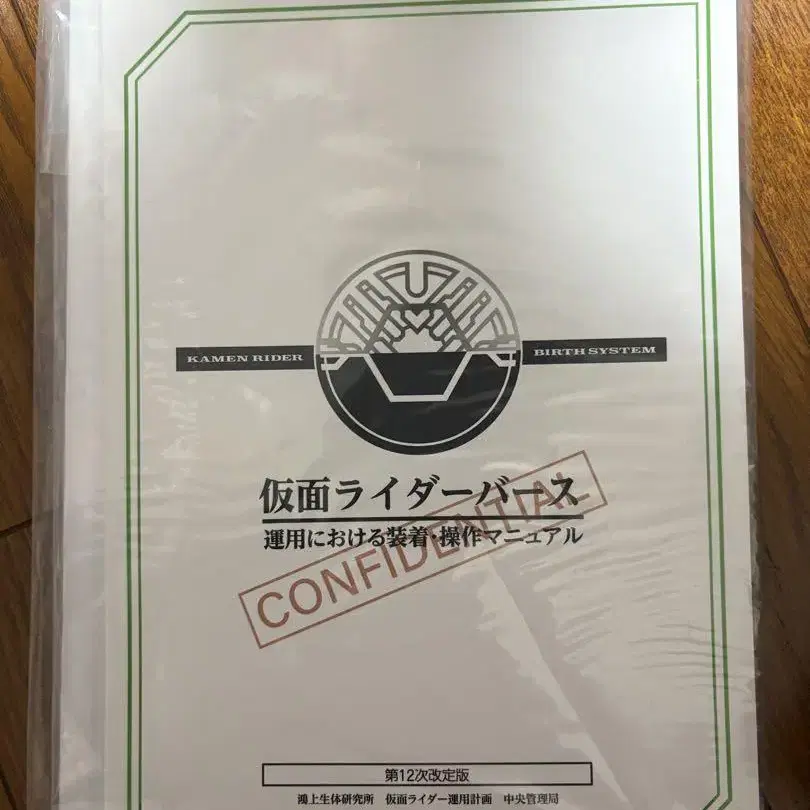 KAMEN RIDER BIRTH SYSTEM
仮面ライダーバース
運用における装着・操作マニュアル
CONFIDENTIAL
第12次改定版
鴻上生体研究所 仮面ライダー運用計画 中央管理局